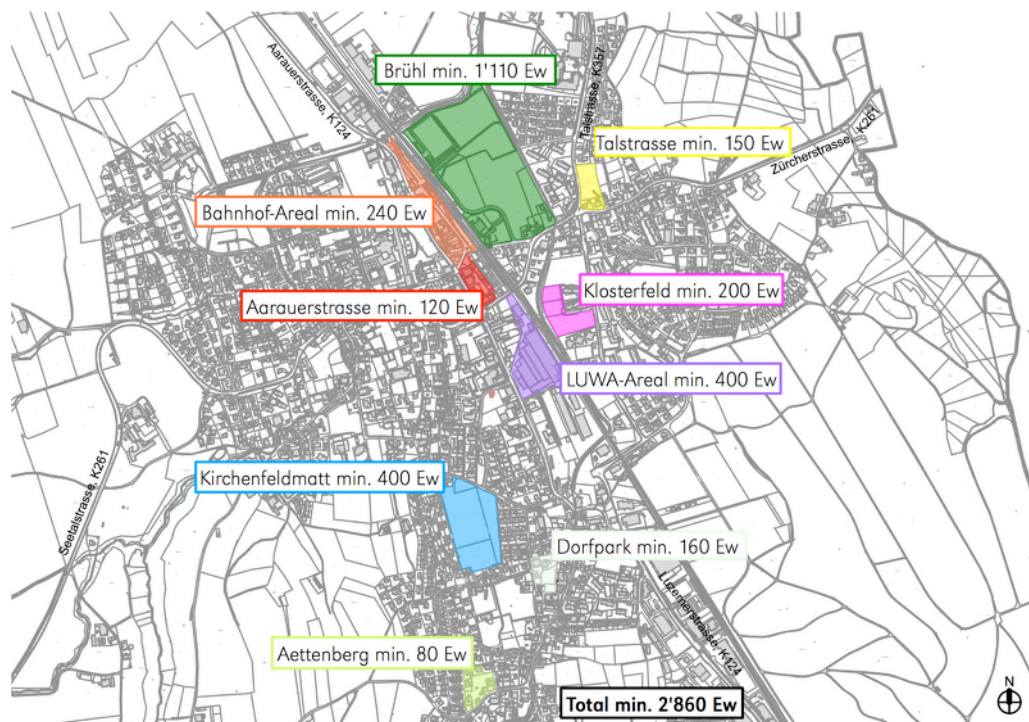 Aarauerstrasse, K124
Brühl min. 1'110 Ew
Talstrasse, K357
Talstrasse min. 150 Ew
Zürcherstrasse, K261
Bahnhof-Areal min. 240 Ew
Klosterfeld min. 200 Ew
Aarauerstrasse min. 120 Ew
LUWA-Areal min. 400 Ew
Seetalstrasse, K261
Kirchenfeldmatt min. 400 Ew
Dorfpark min. 160 Ew
Luzernerstrasse, K124
Aettenberg min. 80 Ew
Total min. 2'860 Ew
N